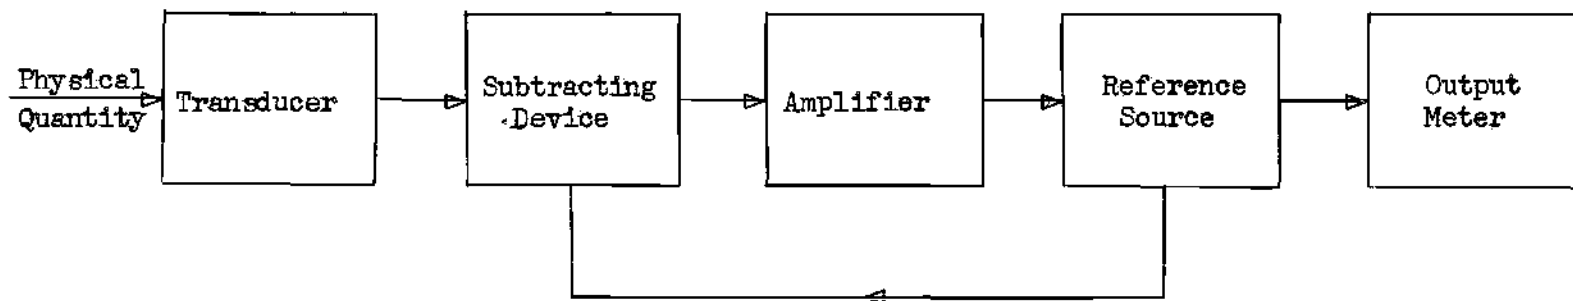 Physical
Quantity
Transducer
Subtracting
Device
Amplifier
Reference
Source
Output
Meter